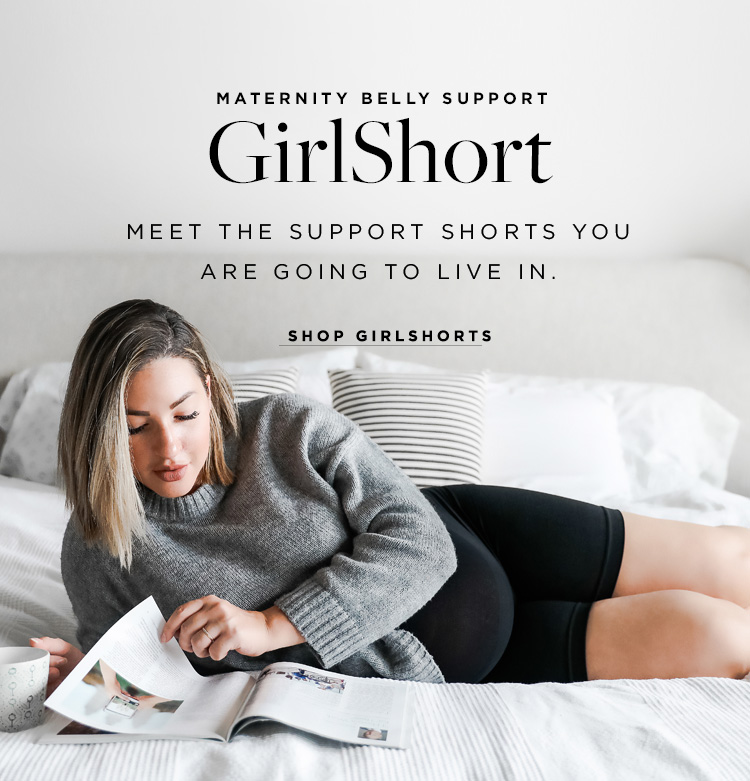 MATERNITY BELLY SUPPORT
GirlShort
MEET THE SUPPORT SHORTS YOU
ARE GOING TO LIVE IN.
SHOP GIRLSHORTS